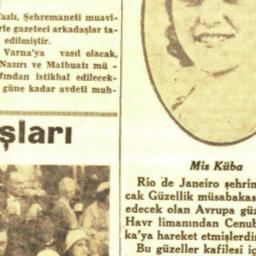 azlı, Şehremaneti muavi-
rle gazeteci arkadaşlar ta-
edilmiştir.
Varna'ya vasıl olacak,
Nazırı ve Matbuatı mü -
fından istikbal edilecek-
güne kadar avdeti muh-
şları
Mis Küba
Rio de Janeiro şehrin
cak Güzellik müsabakas
edecek olan Avrupa güz
Havr limanından Cenub
ka'ya hareket etmişlerdi
Bu güzeller kafilesi iç